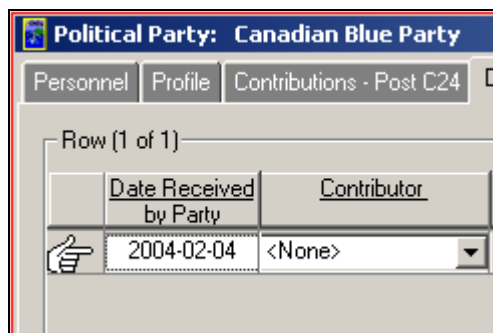 Political Party: Canadian Blue Party
Personnel Profile Contributions - Post C24
Row (1 of 1)
Date Received Contributor
by Party
2004-02-04 <None>